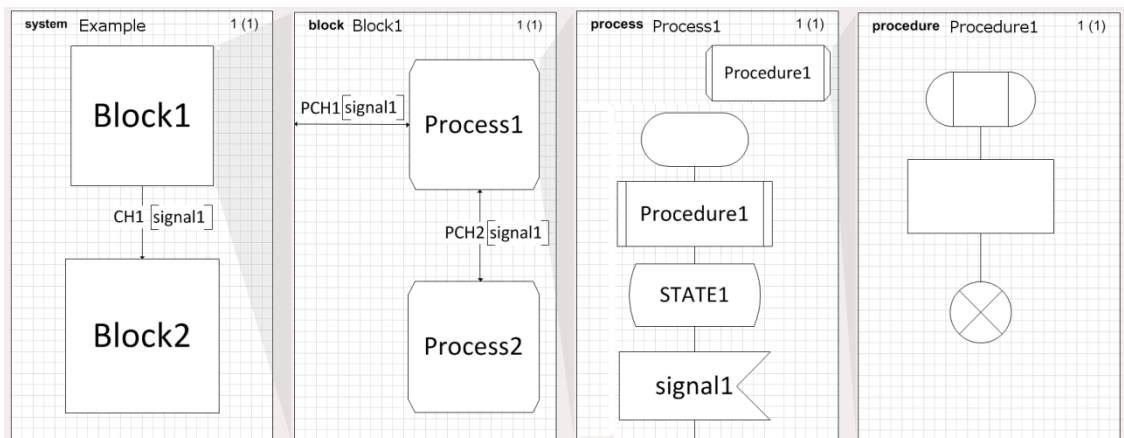 system Example 1 (1)
Block1
CH1 [signal1]
Block2
block Block1 1 (1)
PCH1 [signal1]
Process1
PCH2 [signal1]
Process2
process Process1 1 (1)
Procedure1
Procedure1
STATE1
signal1
procedure Procedure1 1 (1)